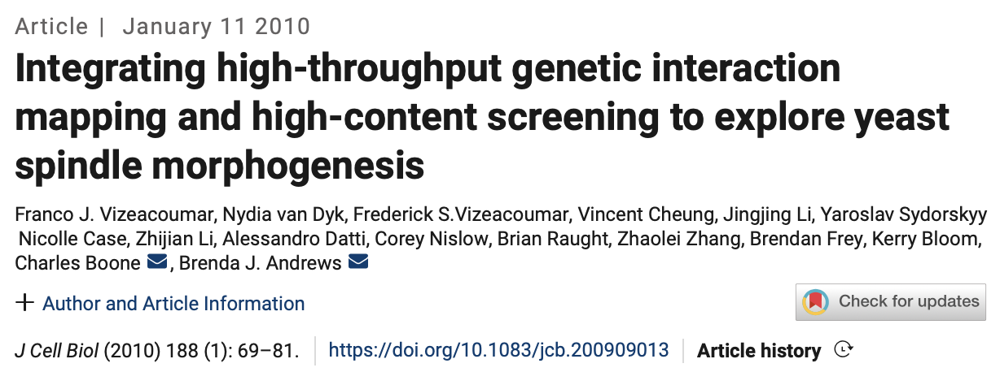 Article | January 11 2010
Integrating high-throughput genetic interaction
mapping and high-content screening to explore yeast
spindle morphogenesis
Franco J. Vizeacoumar, Nydia van Dyk, Frederick S.Vizeacoumar, Vincent Cheung, Jingjing Li, Yaroslav Sydorskyy
Nicolle Case, Zhijian Li, Alessandro Datti, Corey Nislow, Brian Raught, Zhaolei Zhang, Brendan Frey, Kerry Bloom,
Charles Boone , Brenda J. Andrews
+ Author and Article Information
Check for updates
J Cell Biol (2010) 188 (1): 69–81. https://doi.org/10.1083/jcb.200909013 Article history